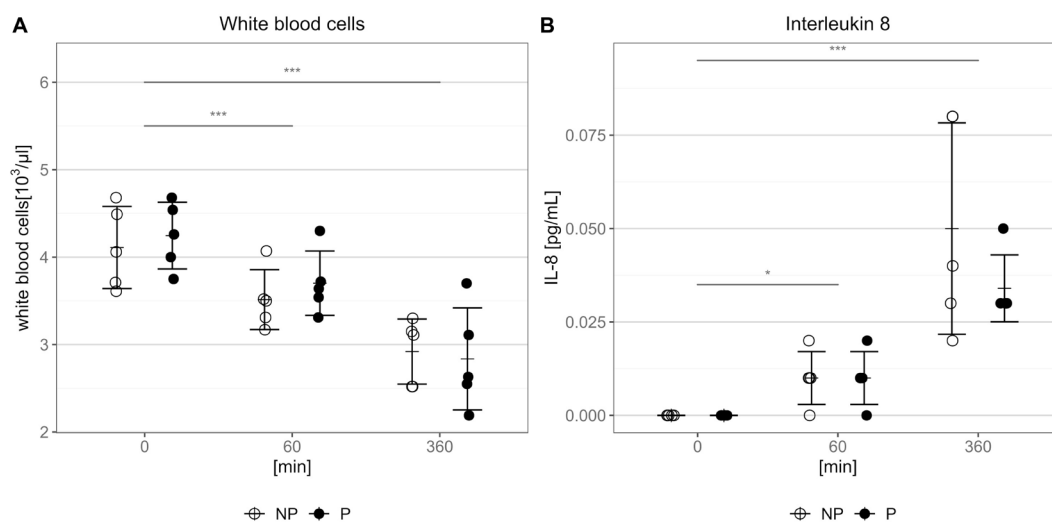 A
White blood cells
white blood cells[10³/µl]
6
5
4
3
2
***
***
0
60
360
[min]
NP
P
B
Interleukin 8
IL-8 [pg/mL]
0.075
0.050
0.025
0.000
***
*
0
60
360
[min]
NP
P